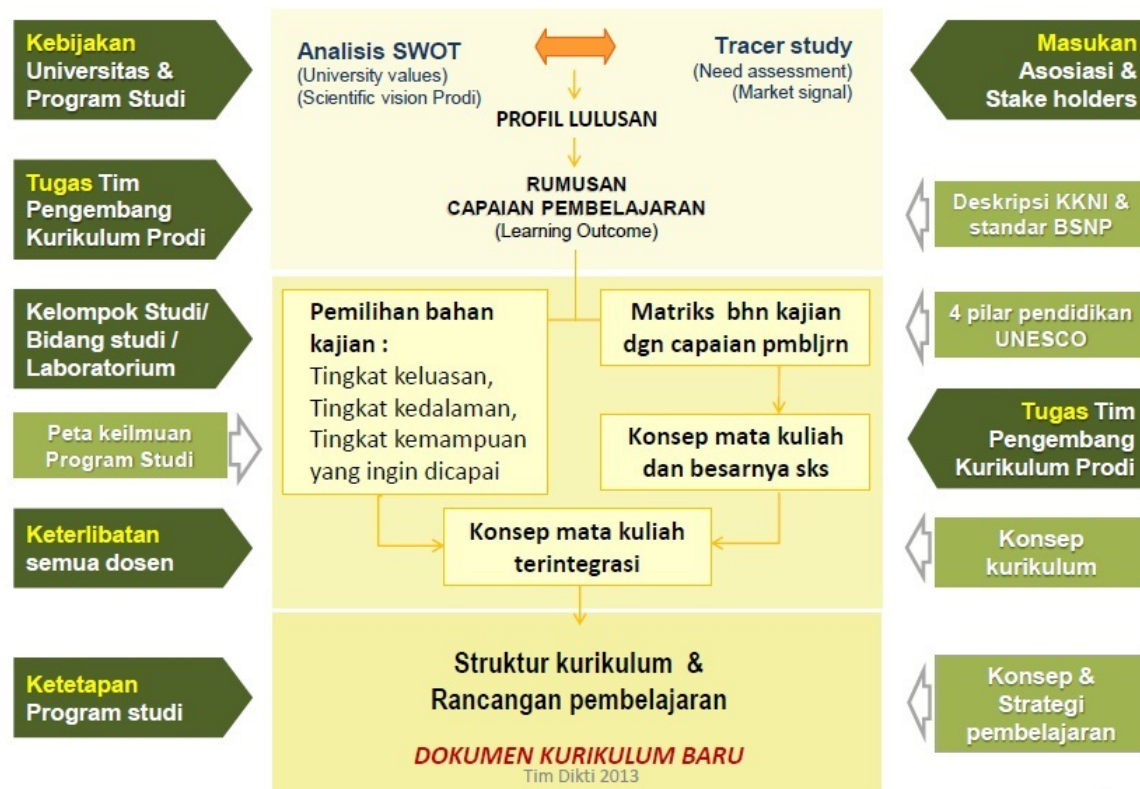 Kebijakan
Universitas &
Program Studi
Tugas Tim
Pengembang
Kurikulum Prodi
Kelompok Studi/
Bidang studi /
Laboratorium
Peta keilmuan
Program Studi
Keterlibatan
semua dosen
Ketetapan
Program studi
Analisis SWOT
(University values)
(Scientific vision Prodi)
Tracer study
(Need assessment)
(Market signal)
PROFIL LULUSAN
RUMUSAN
CAPAIAN PEMBELAJARAN
(Learning Outcome)
Pemilihan bahan
kajian :
Tingkat keluasan,
Tingkat kedalaman,
Tingkat kemampuan
yang ingin dicapai
Matriks bhn kajian
dgn capaian pmbljrn
Konsep mata kuliah
dan besarnya sks
Konsep mata kuliah
terintegrasi
Struktur kurikulum &
Rancangan pembelajaran
DOKUMEN KURIKULUM BARU
Tim Dikti 2013
Masukan
Asosiasi &
Stake holders
Deskripsi KKNI &
standar BSNP
4 pilar pendidikan
UNESCO
Tugas Tim
Pengembang
Kurikulum Prodi
Konsep
kurikulum
Konsep &
Strategi
pembelajaran